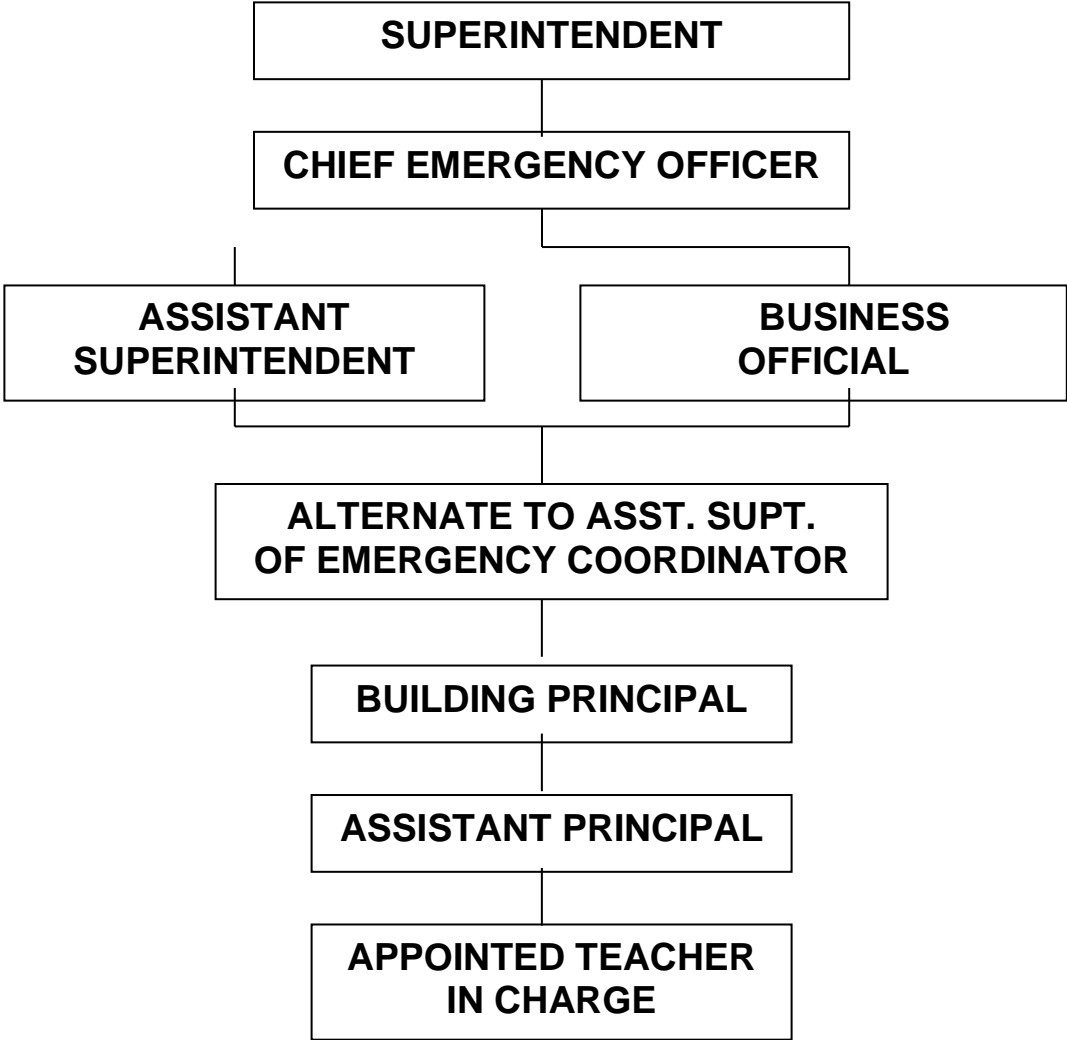 SUPERINTENDENT
CHIEF EMERGENCY OFFICER
ASSISTANT
SUPERINTENDENT
BUSINESS
OFFICIAL
ALTERNATE TO ASST. SUPT.
OF EMERGENCY COORDINATOR
BUILDING PRINCIPAL
ASSISTANT PRINCIPAL
APPOINTED TEACHER
IN CHARGE